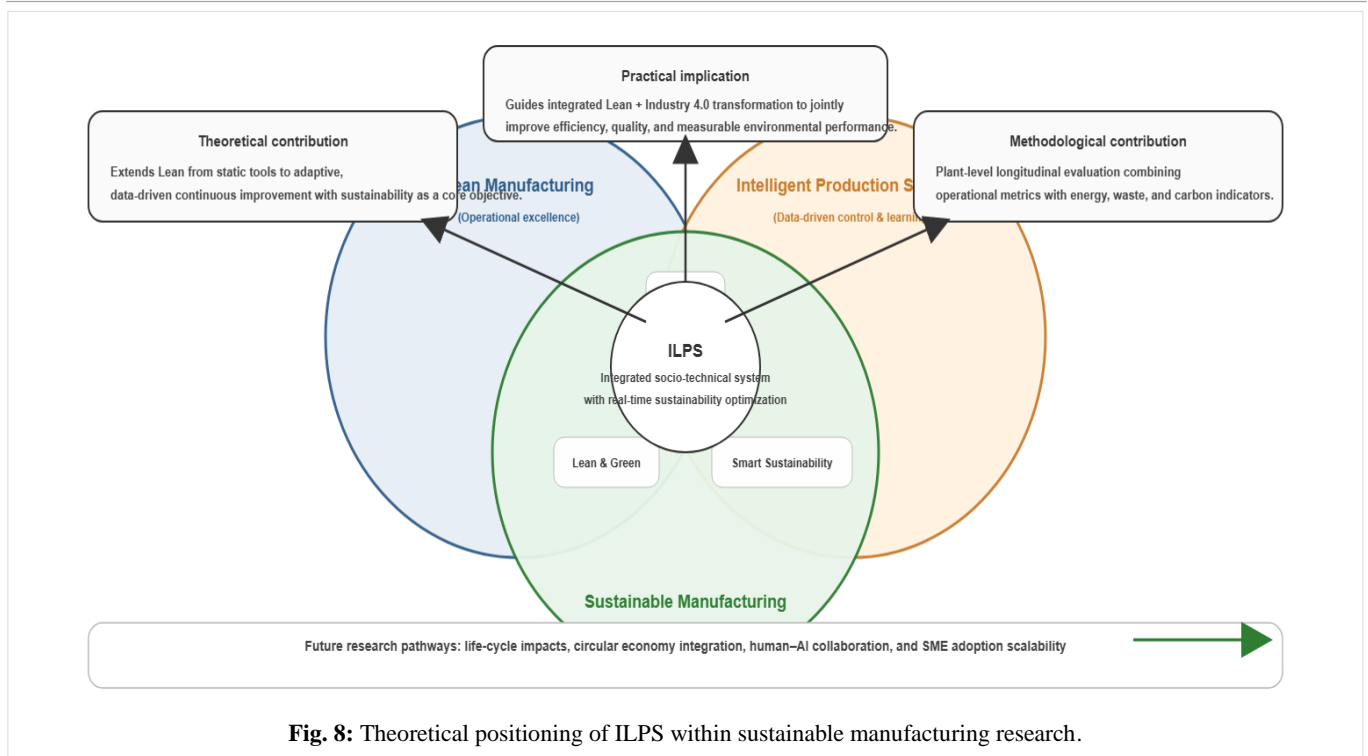 Practical implication
Guides integrated Lean + Industry 4.0 transformation to jointly
improve efficiency, quality, and measurable environmental performance.
Theoretical contribution
Extends Lean from static tools to adaptive,
data-driven continuous improvement with sustainability as a core objective.
Methodological contribution
Plant-level longitudinal evaluation combining
operational metrics with energy, waste, and carbon indicators.
ean Manufacturing
(Operational excellence)
Intelligent Production S
(Data-driven control & learnin
ILPS
Integrated socio-technical system
with real-time sustainability optimization
Lean & Green
Smart Sustainability
Sustainable Manufacturing
Future research pathways: life-cycle impacts, circular economy integration, human–AI collaboration, and SME adoption scalability
Fig. 8: Theoretical positioning of ILPS within sustainable manufacturing research.